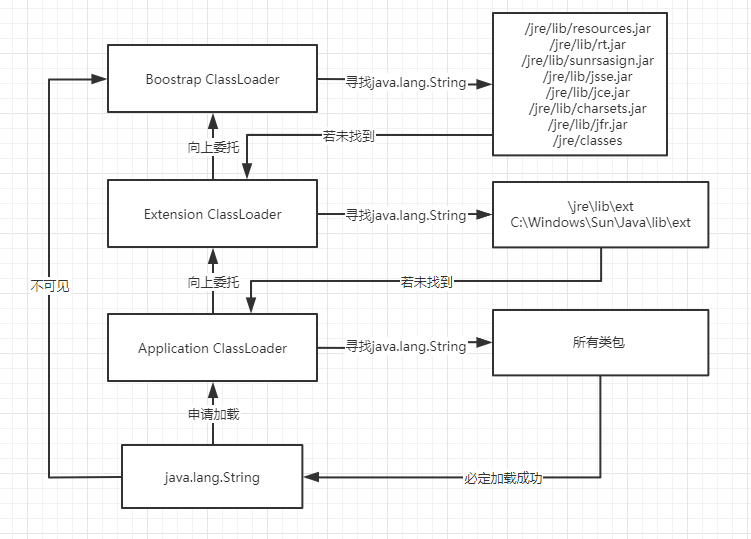 Boostrap ClassLoader
寻找java.lang.String
/jre/lib/resources.jar
/jre/lib/rt.jar
/jre/lib/sunrsasign.jar
/jre/lib/jsse.jar
/jre/lib/jce.jar
/jre/lib/charsets.jar
/jre/lib/jfr.jar
/jre/classes
向上委托
若未找到
Extension ClassLoader
寻找java.lang.String
\jre\lib\ext
C:\Windows\Sun\Java\lib\ext
不可见
向上委托
若未找到
Application ClassLoader
寻找java.lang.String
所有类包
申请加载
java.lang.String
必定加载成功